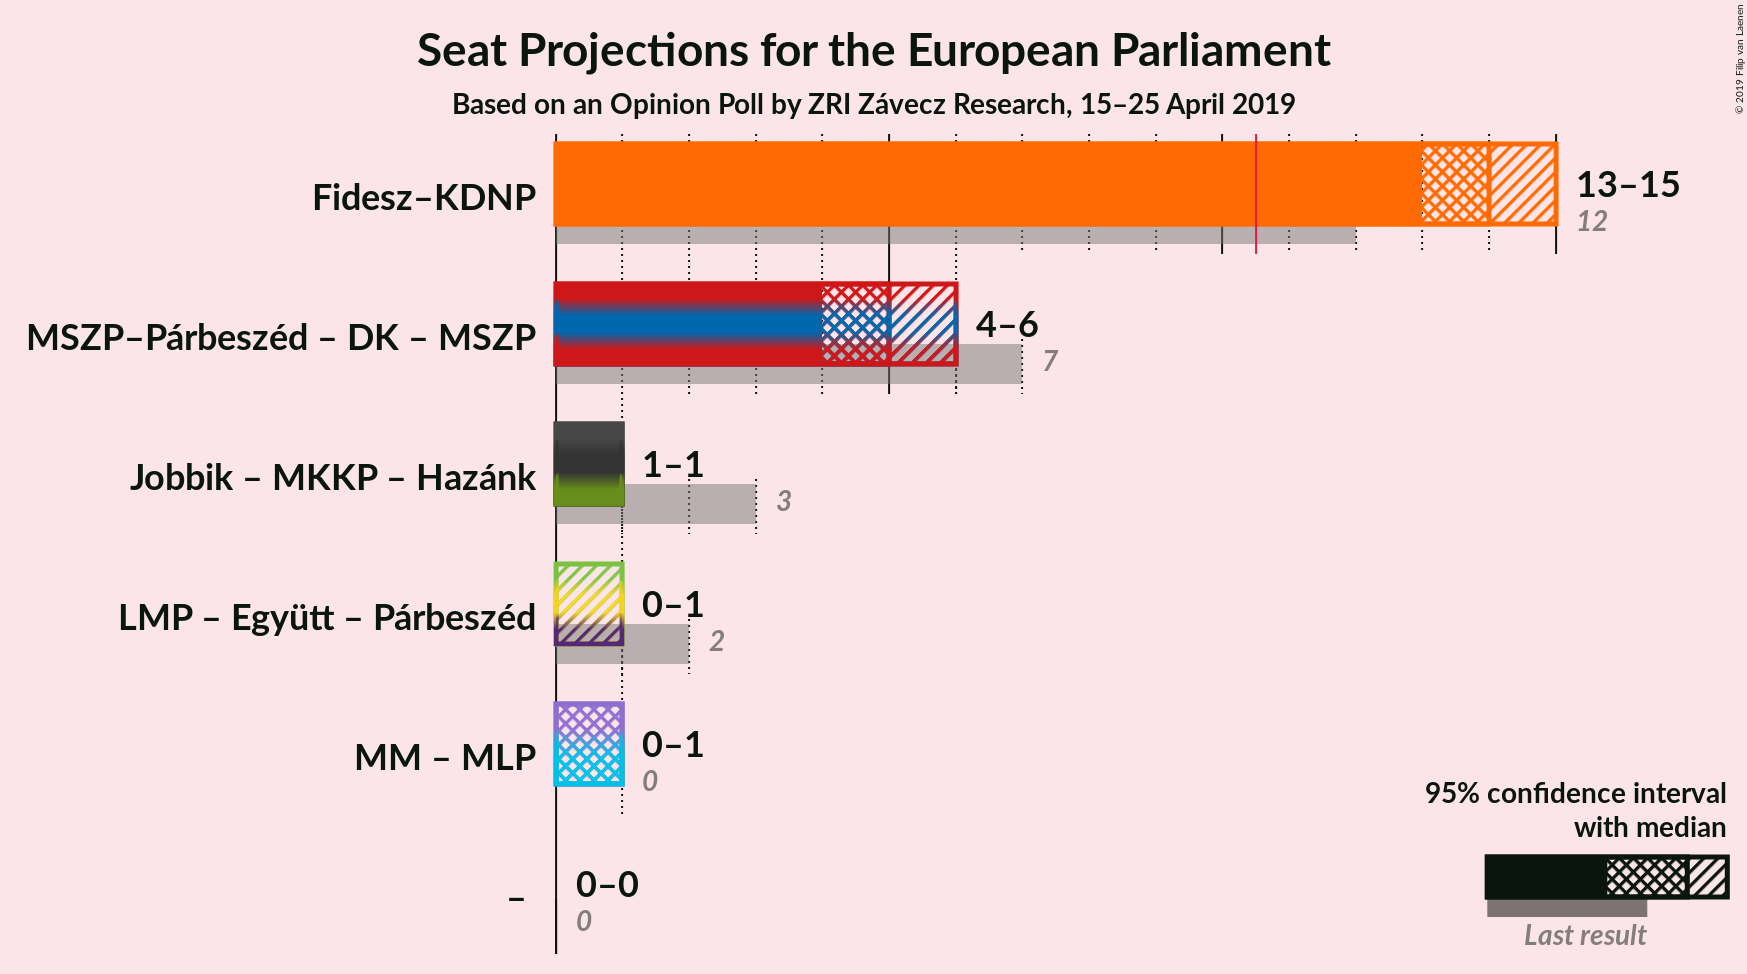 Seat Projections for the European Parliament
Based on an Opinion Poll by ZRI Závecz Research, 15–25 April 2019
© 2019 Filip van Laenen
Fidesz–KDNP
13–15
12
MSZP–Párbeszéd – DK – MSZP
4–6
7
Jobbik – MKKP – Hazánk
1–1
3
LMP – Együtt – Párbeszéd
0–1
2
MM – MLP
0–1
0
–
0–0
0
95% confidence interval
with median
Last result